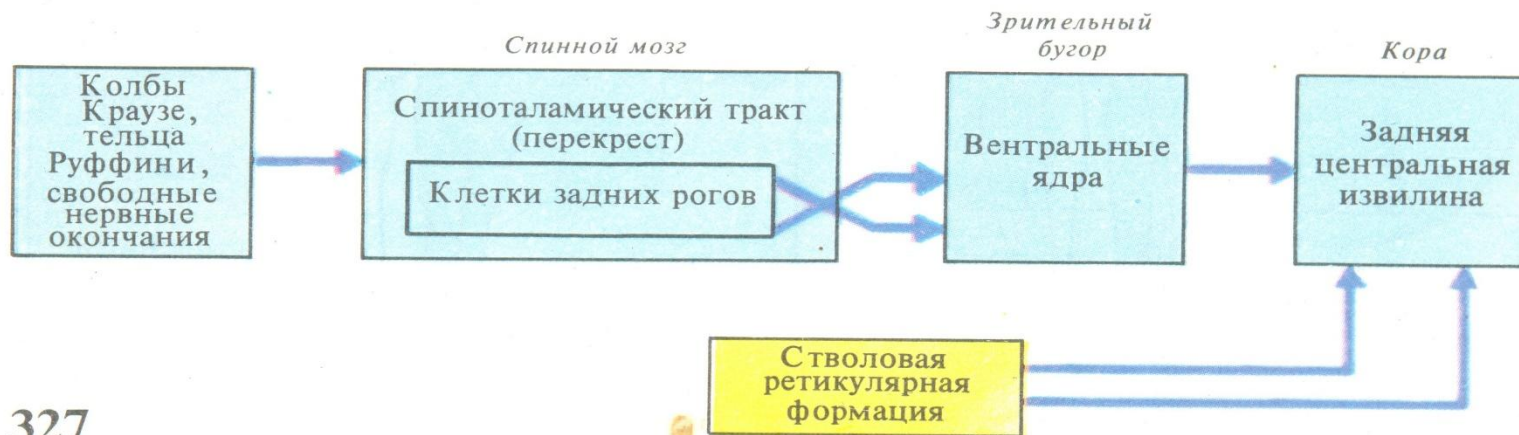 Спинной мозг
Зрительный
бугор
Кора
Колбы
Краузе,
тельца
Руффини,
свободные
нервные
окончания
Спиноталамический тракт
(перекрест)
Клетки задних рогов
Вентральные
ядра
Задняя
центральная
извилина
Стволовая
ретикулярная
формация
327